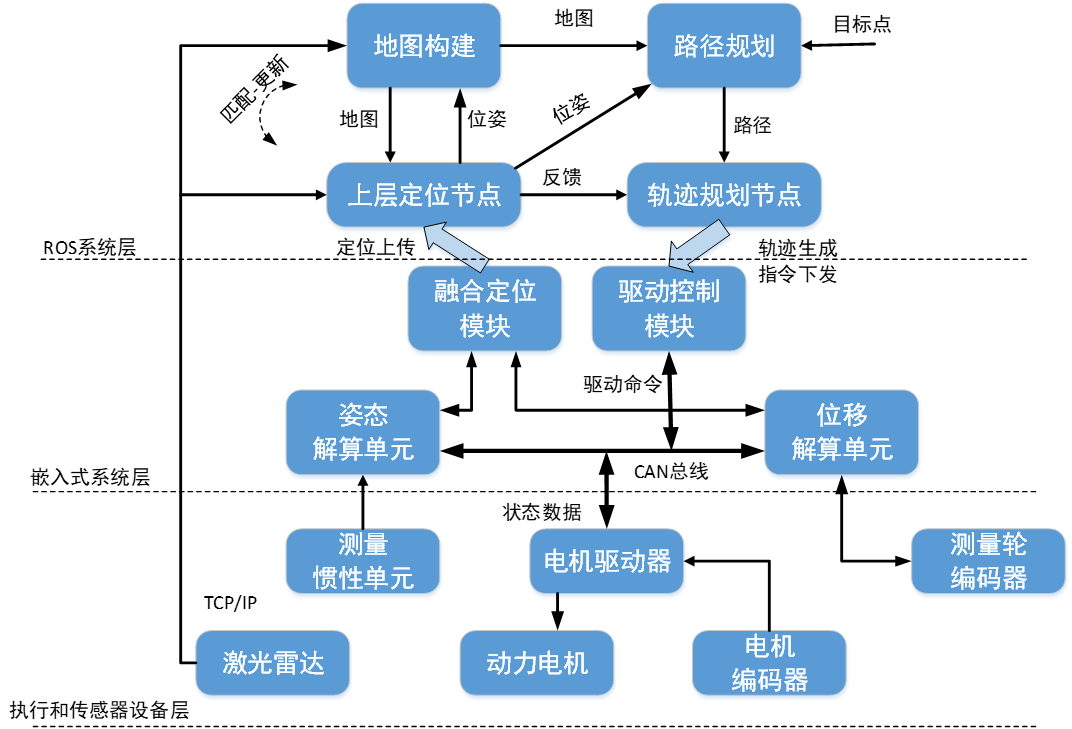 地图
地图构建
路径规划
目标点
匹配-更新
地图
位姿
位姿
路径
上层定位节点
反馈
轨迹规划节点
ROS系统层
定位上传
轨迹生成
指令下发
融合定位
模块
驱动控制
模块
驱动命令
姿态
解算单元
位移
解算单元
CAN总线
嵌入式系统层
状态数据
测量
惯性单元
电机驱动器
测量轮
编码器
TCP/IP
激光雷达
动力电机
电机
编码器
执行和传感器设备层